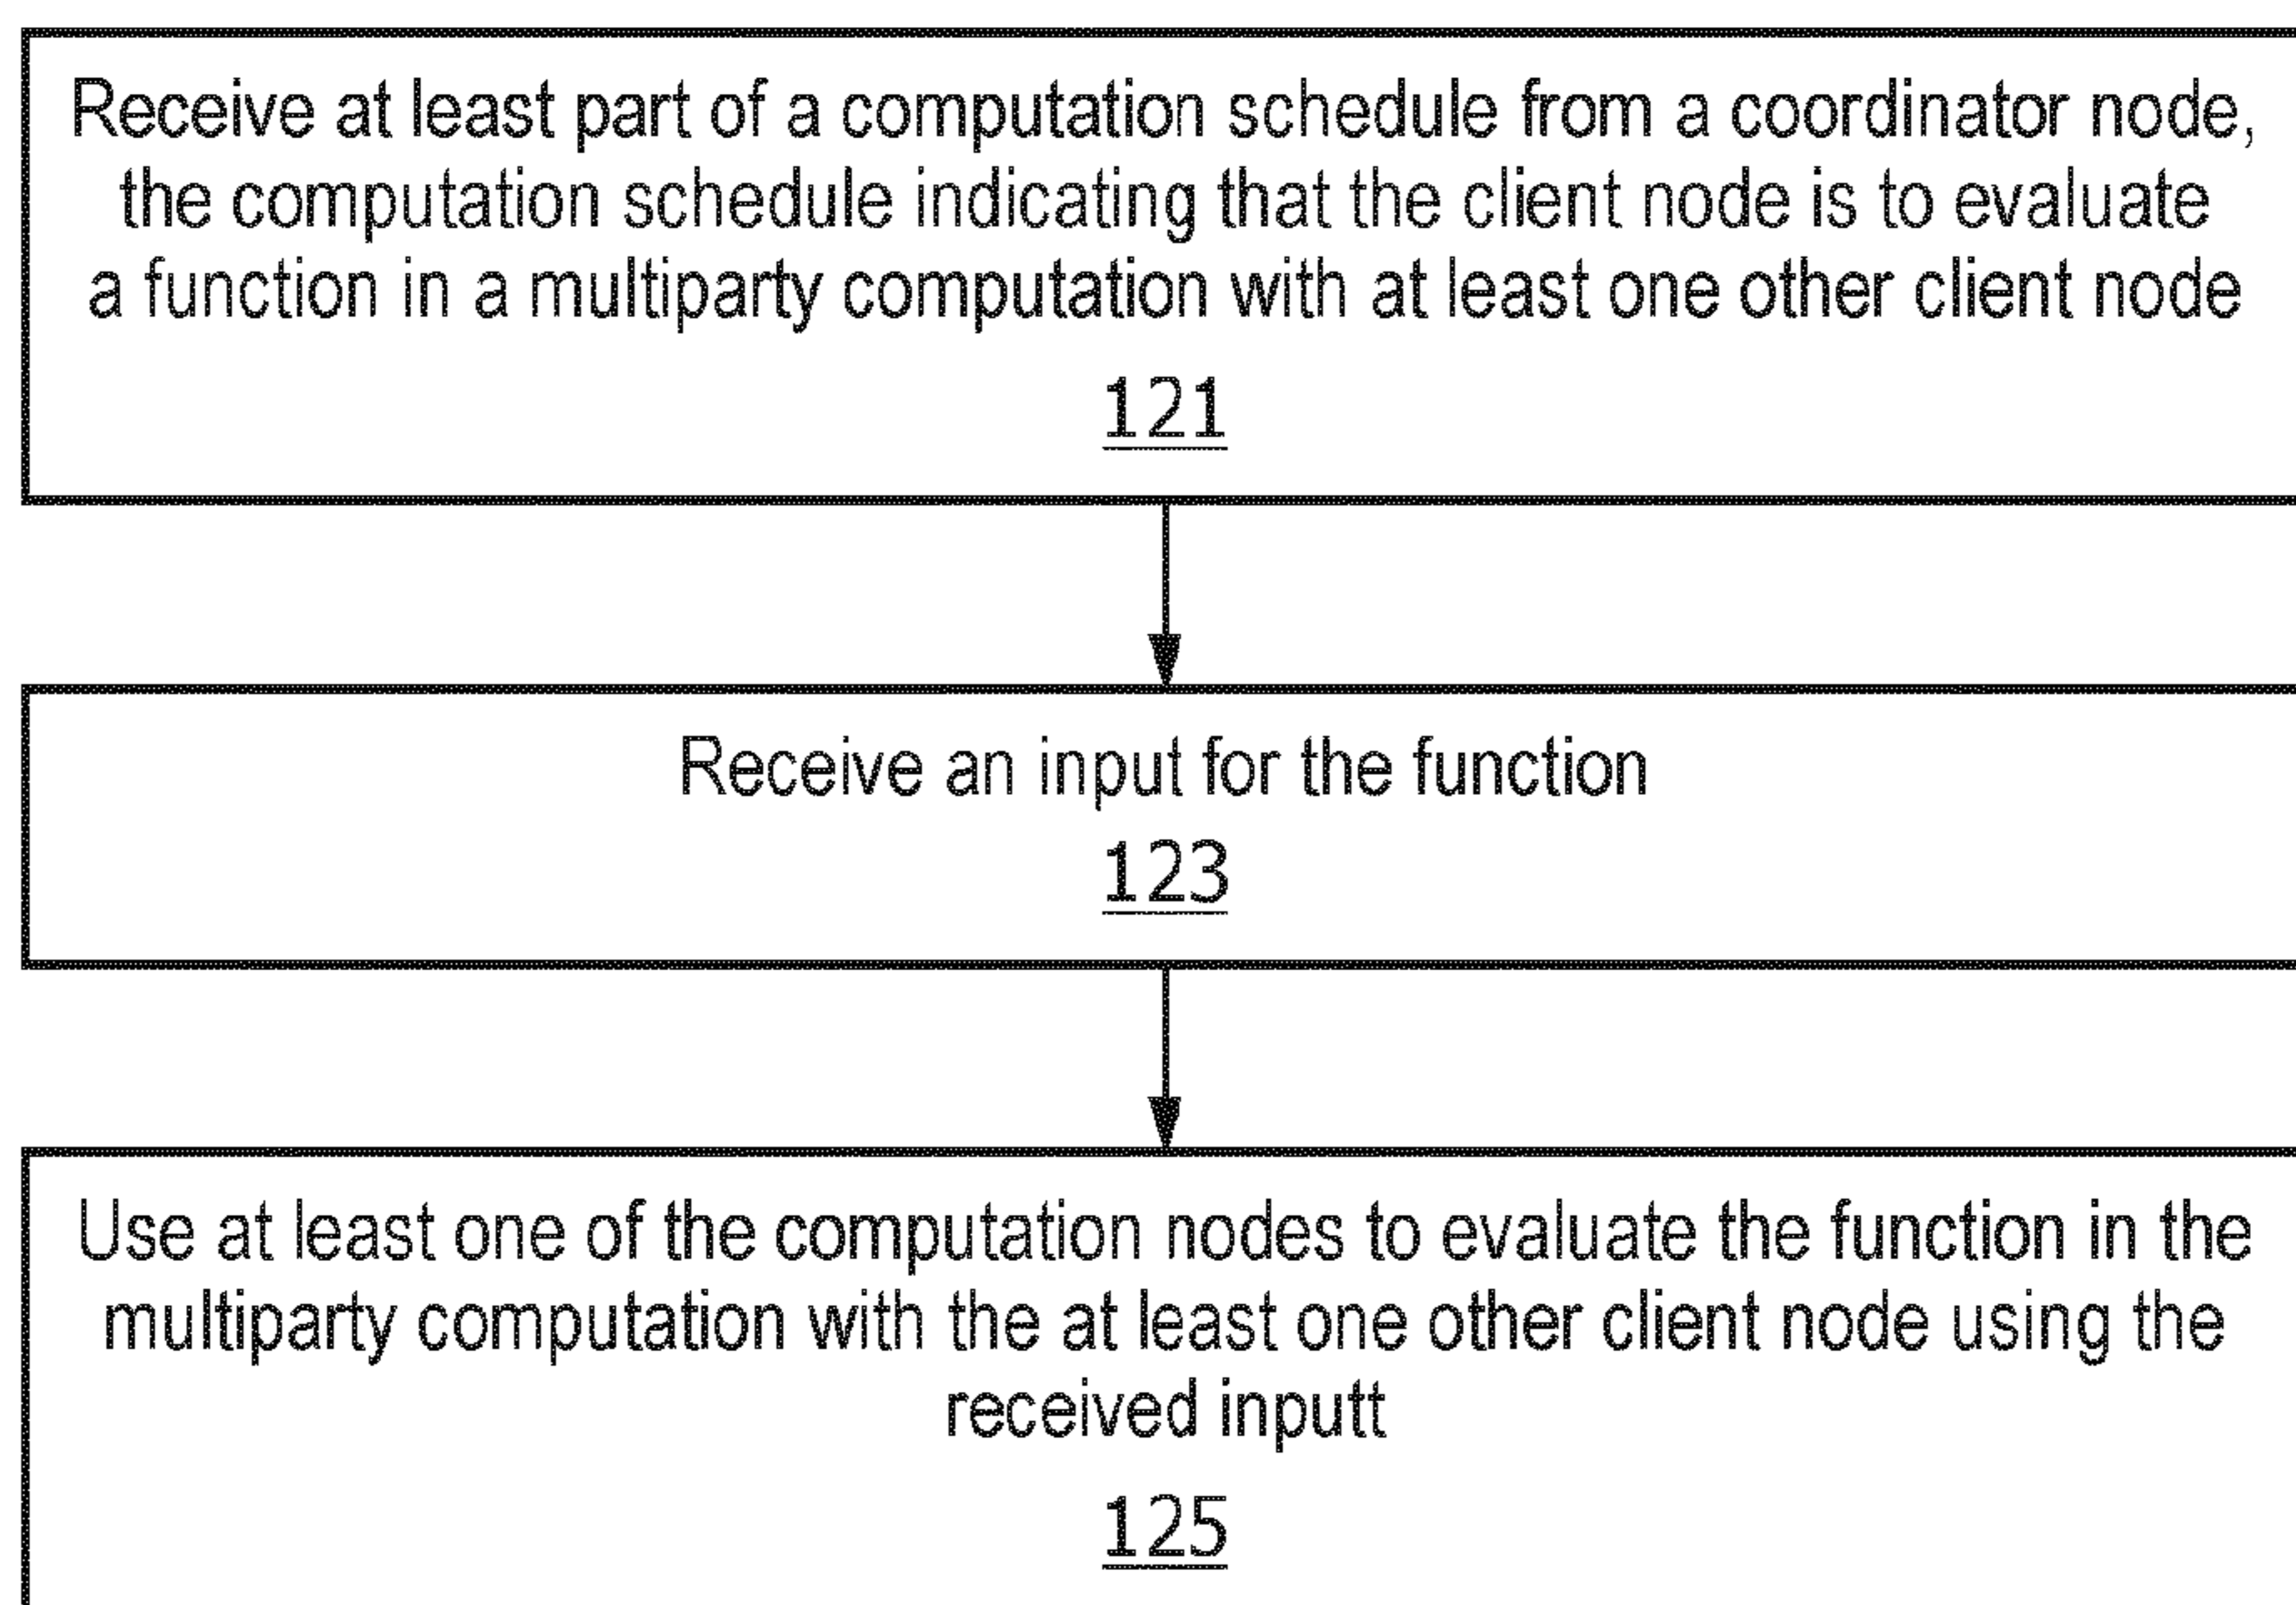 Receive at least part of a computation schedule from a coordinator node,
the computation schedule indicating that the client node is to evaluate
a function in a multiparty computation with at least one other client node
121
Receive an input for the function
123
Use at least one of the computation nodes to evaluate the function in the
multiparty computation with the at least one other client node using the
received inputt
125